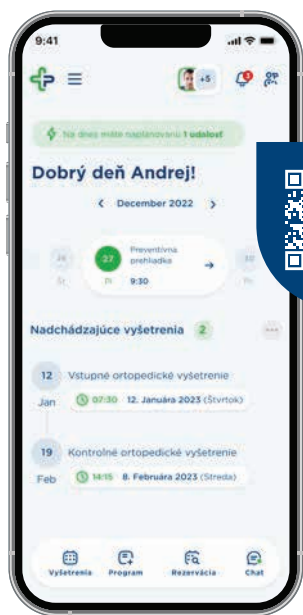 9:41
+5
Na dnes máte naplánovanú 1 udalosť
Dobrý deň Andrej!
December 2022
27
Pi
Preventívna
prehliadka
9:30
Nadchádzajúce vyšetrenia 2
12
Jan
Vstupné ortopedické vyšetrenie
07:30 12. Januára 2023 (Štvrtok)
19
Feb
Kontrolné ortopedické vyšetrenie
14:15 8. Februára 2023 (Streda)
Vyšetrenia Program Rezervácia Chat